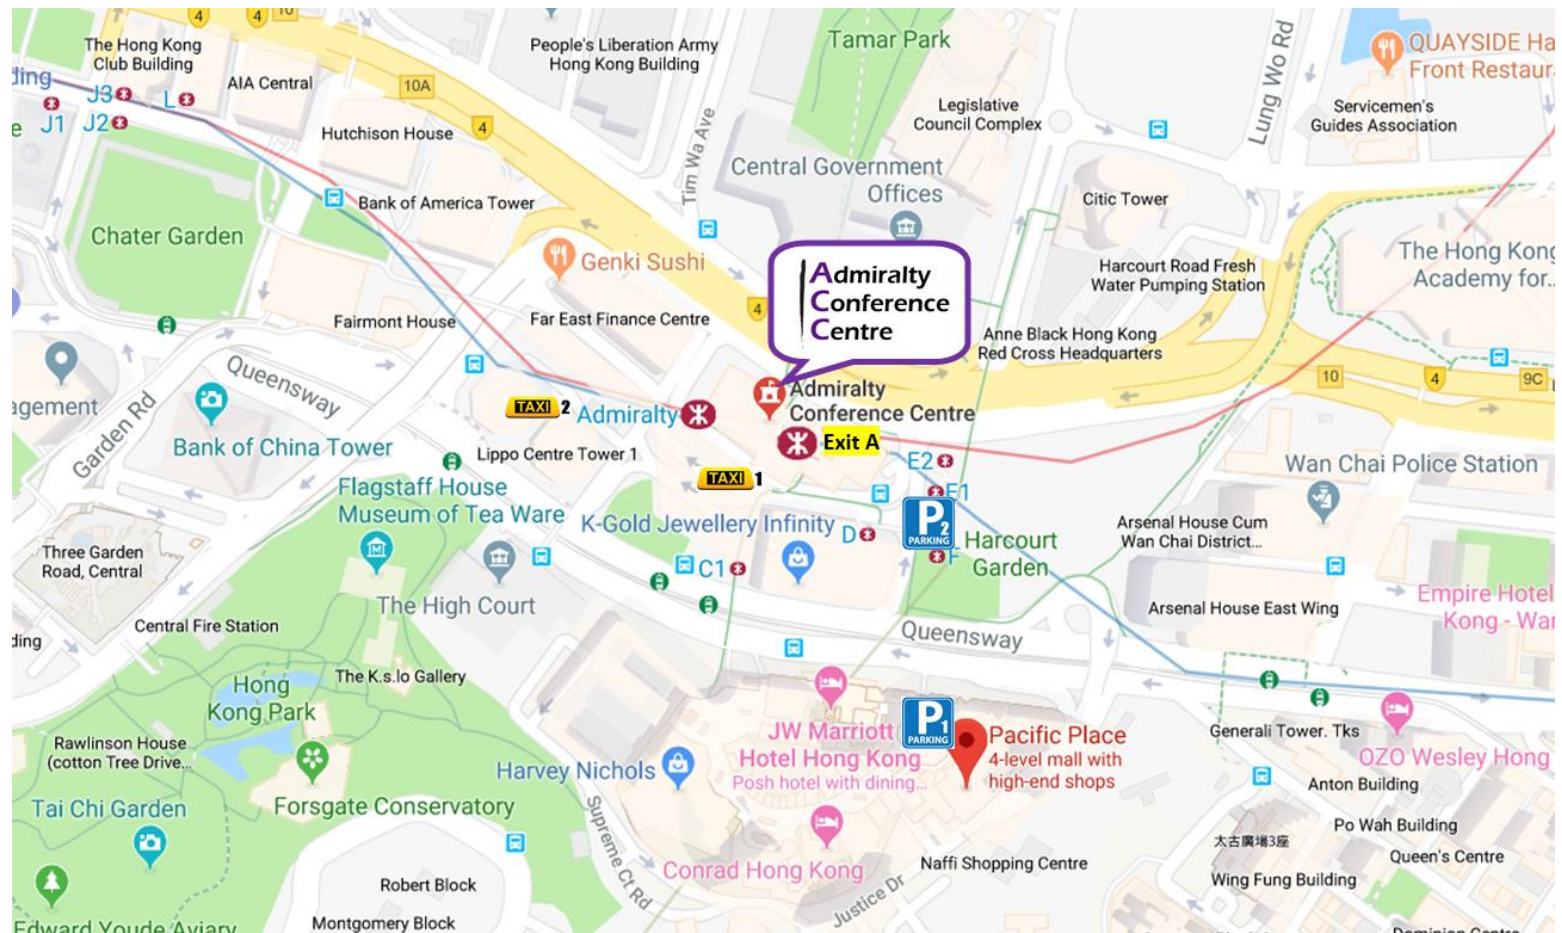 4
4
10
The Hong Kong
Club Building
AIA Central
10A
People's Liberation Army
Hong Kong Building
Tamar Park
Lung Wo Rd
QUAYSIDE Ha
Front Restaur
ding
J3
L
J1
J2
e
Hutchison House
4
Tim Wa Ave
Legislative
Council Complex
Servicemen's
Guides Association
Central Government
Offices
Bank of America Tower
Citic Tower
Chater Garden
Genki Sushi
Admiralty
Conference
Centre
Harcourt Road Fresh
Water Pumping Station
The Hong Kong
Academy for...
Fairmont House
Far East Finance Centre
4
Anne Black Hong Kong
Red Cross Headquarters
Queensway
10
4
9C
agement
Garden Rd
TAXI 2
Admiralty
Admiralty
Conference Centre
Exit A
Bank of China Tower
Lippo Centre Tower 1
TAXI 1
E2
Wan Chai Police Station
Flagstaff House
Museum of Tea Ware
K-Gold Jewellery Infinity
D
E1
P2
PARKING
F
Harcourt
Garden
Arsenal House Cum
Wan Chai District...
Three Garden
Road, Central
C1
The High Court
Arsenal House East Wing
Empire Hotel
Kong - Wan
ding
Central Fire Station
Queensway
The K.s.lo Gallery
Hong
Kong Park
JW Marriott
Hotel Hong Kong
Posh hotel with dining...
P1
PARKING
Pacific Place
4-level mall with
high-end shops
Generali Tower. Tks
OZO Wesley Hong
Rawlinson House
(cotton Tree Drive...
Harvey Nichols
Anton Building
Tai Chi Garden
Forsgate Conservatory
Supreme Ct Rd
Po Wah Building
太古廣場3座
Queen's Centre
Conrad Hong Kong
Naffi Shopping Centre
Wing Fung Building
Robert Block
Justice Dr
Montgomery Block
Edward Youde Aviary
Dominion Centre